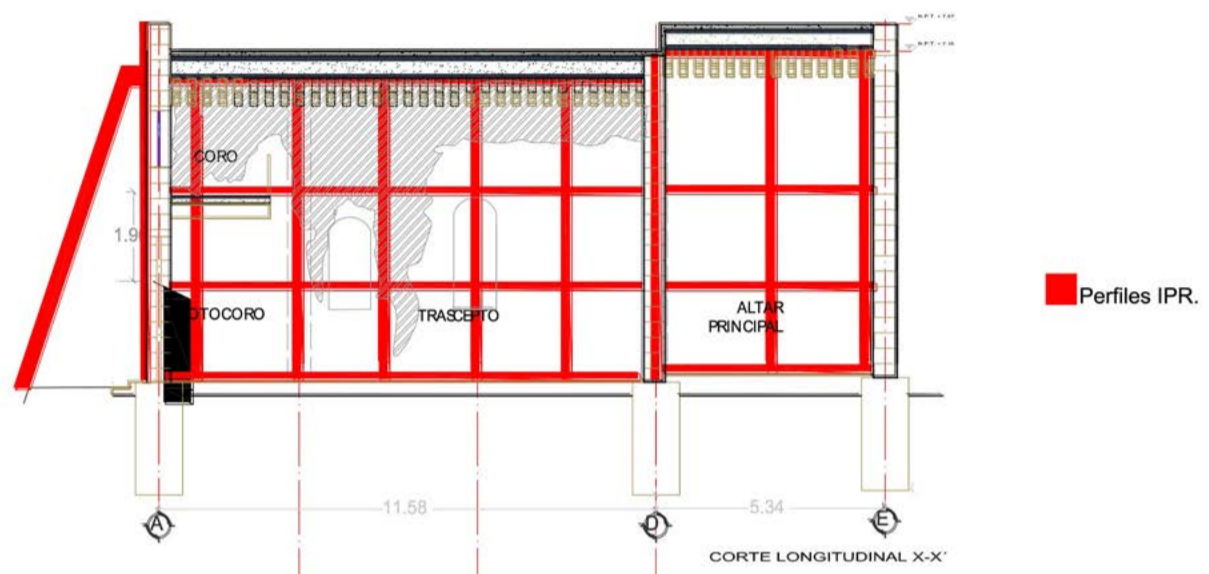 CORO
1.9
OTOCORO
TRASCEPTO
ALTAR
PRINCIPAL
Perfiles IPR.
11.58
5.34
A
D
E
CORTE LONGITUDINAL X-X'